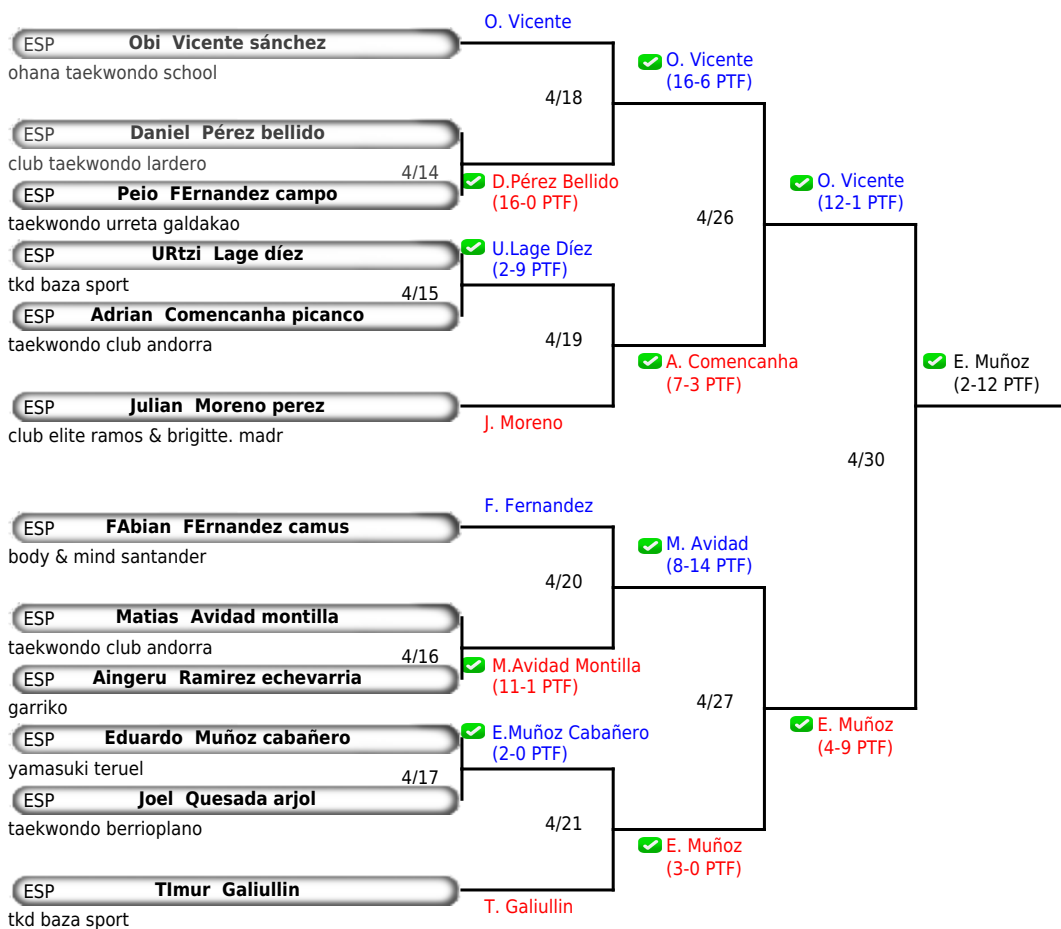 O. Vicente
ESP Obi Vicente sánchez
ohana taekwondo school
O. Vicente
(16-6 PTF)
4/18
ESP Daniel Pérez bellido
club taekwondo lardero
4/14
D.Pérez Bellido
(16-0 PTF)
ESP Peio FErnandez campo
taekwondo urreta galdakao
O. Vicente
(12-1 PTF)
4/26
ESP URtzi Lage díez
tkd baza sport
U.Lage Díez
(2-9 PTF)
4/15
ESP Adrian Comencanha picanco
taekwondo club andorra
4/19
A. Comencanha
(7-3 PTF)
E. Muñoz
(2-12 PTF)
ESP Julian Moreno perez
club elite ramos & brigitte. madr
J. Moreno
4/30
F. Fernandez
ESP FAbian FErnandez camus
body & mind santander
M. Avidad
(8-14 PTF)
4/20
ESP Matias Avidad montilla
taekwondo club andorra
4/16
M.Avidad Montilla
(11-1 PTF)
ESP Aingeru Ramirez echevarria
garriko
4/27
E. Muñoz
(4-9 PTF)
ESP Eduardo Muñoz cabañero
yamasuki teruel
E.Muñoz Cabañero
(2-0 PTF)
4/17
ESP Joel Quesada arjol
taekwondo berrioplano
4/21
E. Muñoz
(3-0 PTF)
ESP TImur Galiullin
tkd baza sport
T. Galiullin